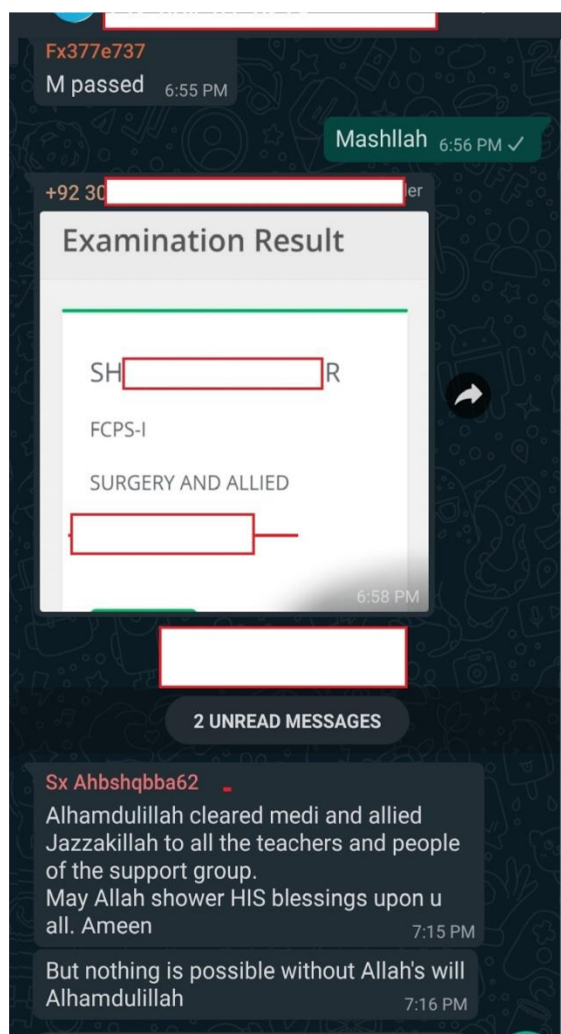 Fx377e737
M passed 6:55 PM
Mashllah 6:56 PM
+92 30 er
Examination Result
SH R
FCPS-I
SURGERY AND ALLIED
6:58 PM
2 UNREAD MESSAGES
Sx Ahbshqbba62
Alhamdulillah cleared medi and allied
Jazzakillah to all the teachers and people
of the support group.
May Allah shower HIS blessings upon u
all. Ameen
7:15 PM
But nothing is possible without Allah's will
Alhamdulillah 7:16 PM